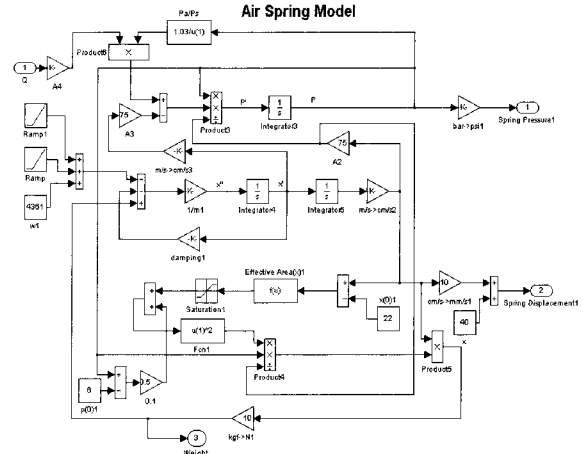 Air Spring Model
Pa/Ps
1.03/u(1)
Product6
1
Q
A4
Ramp1
Ramp
4361
w1
75
A3
Product3
P'
1
s
Integrator3
P
bar->psi1
1
Spring Pressure1
75
A2
m/s->cm/s3
1/m1
x''
1
s
Integrator4
x'
1
s
Integrator5
m/s->cm/s2
damping1
Effective Area(x)1
f(u)
Saturation1
x(0)1
22
10
cm/s->mm/s1
2
Spring Displacement1
40
x
u(1)^2
Fcn1
Product4
Product5
6
p(0)1
0.5
0.1
10
kgf->N1
3
Weight